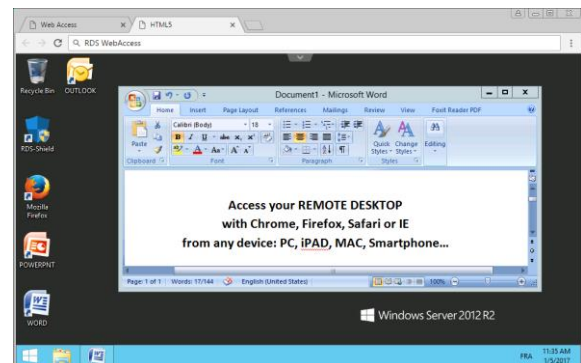 Web Access
HTML5
RDS WebAccess
Recycle Bin
OUTLOOK
RDS-Shield
Mozilla
Firefox
POWERPNT
WORD
Document1 - Microsoft Word
Home Insert Page Layout References Mailings Review View Foxit Reader PDF
Calibri (Body) 18
Paste
Quick Styles
Change Styles
Editing
Clipboard Font Paragraph Styles
Access your REMOTE DESKTOP
with Chrome, Firefox, Safari or IE
from any device: PC, iPAD, MAC, Smartphone...
Page: 1 of 1 Words: 17/144 English (United States) 100%
Windows Server 2012 R2
FRA
11:35 AM
1/5/2017